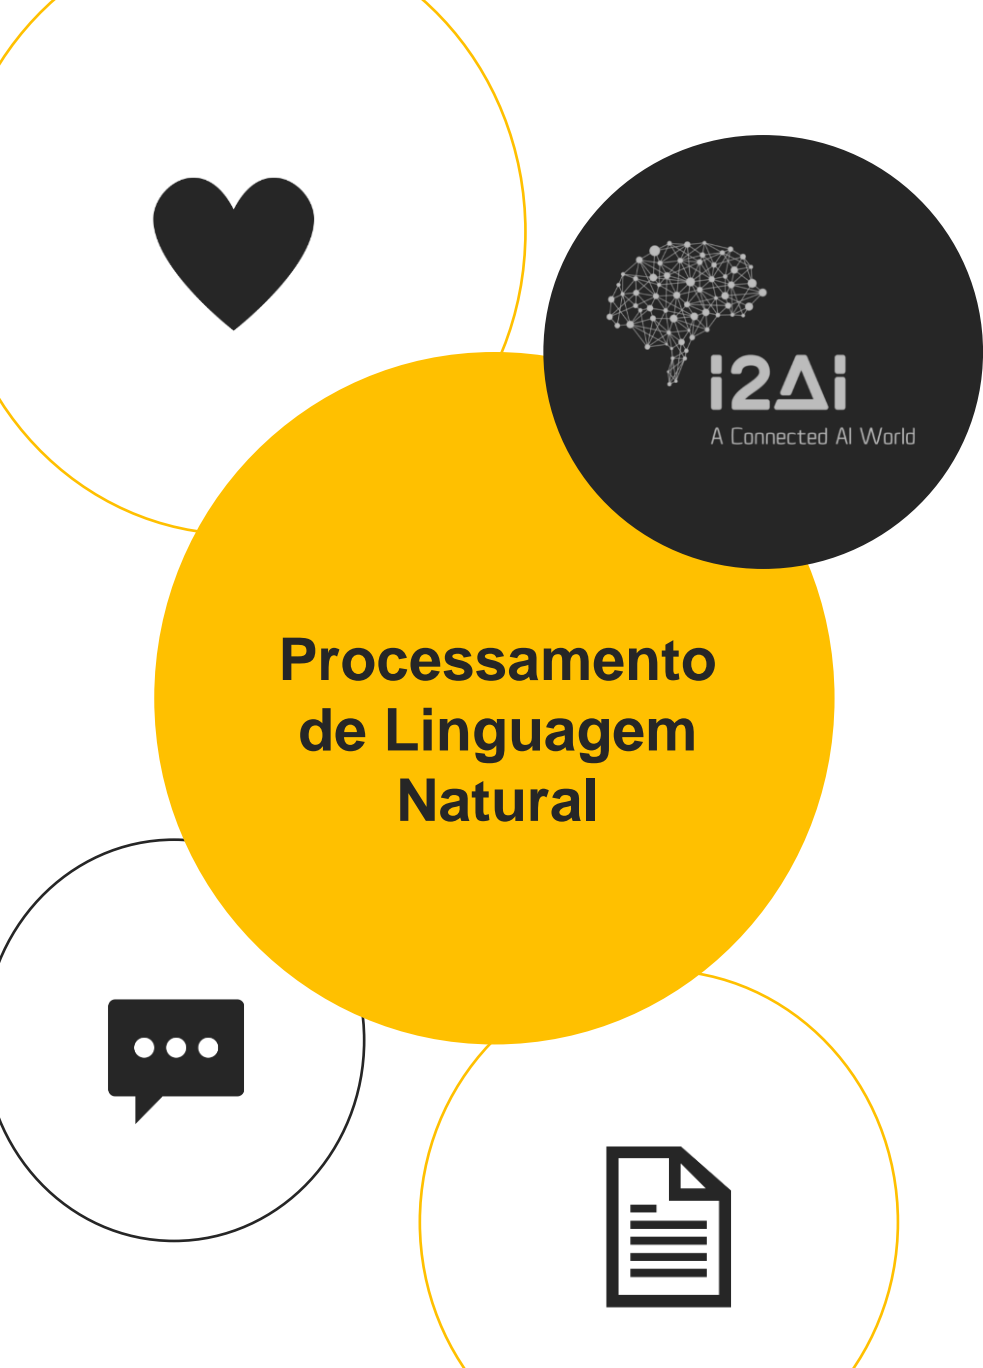 i2Ai
A Connected AI World
Processamento
de Linguagem
Natural